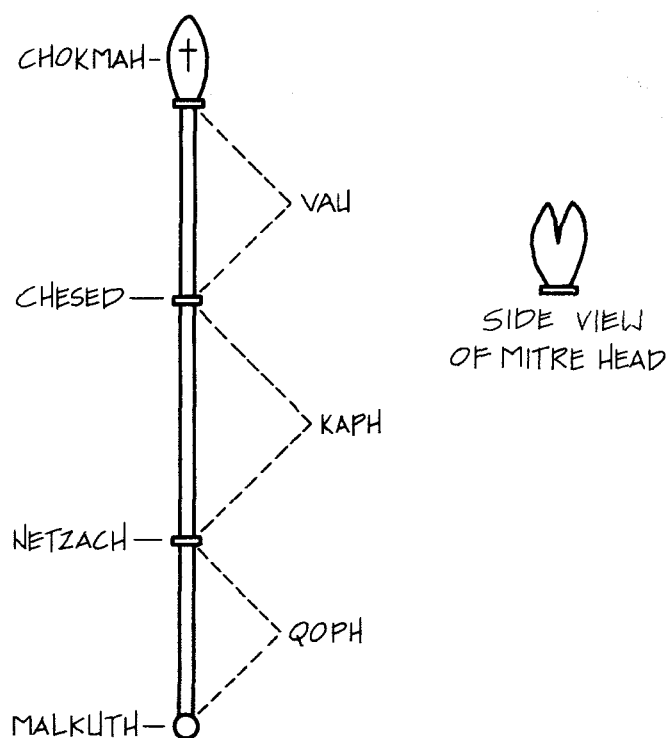 CHOKMAH
VAU
CHESED
SIDE VIEW
OF MITRE HEAD
KAPH
NETZACH
QOPH
MALKUTH